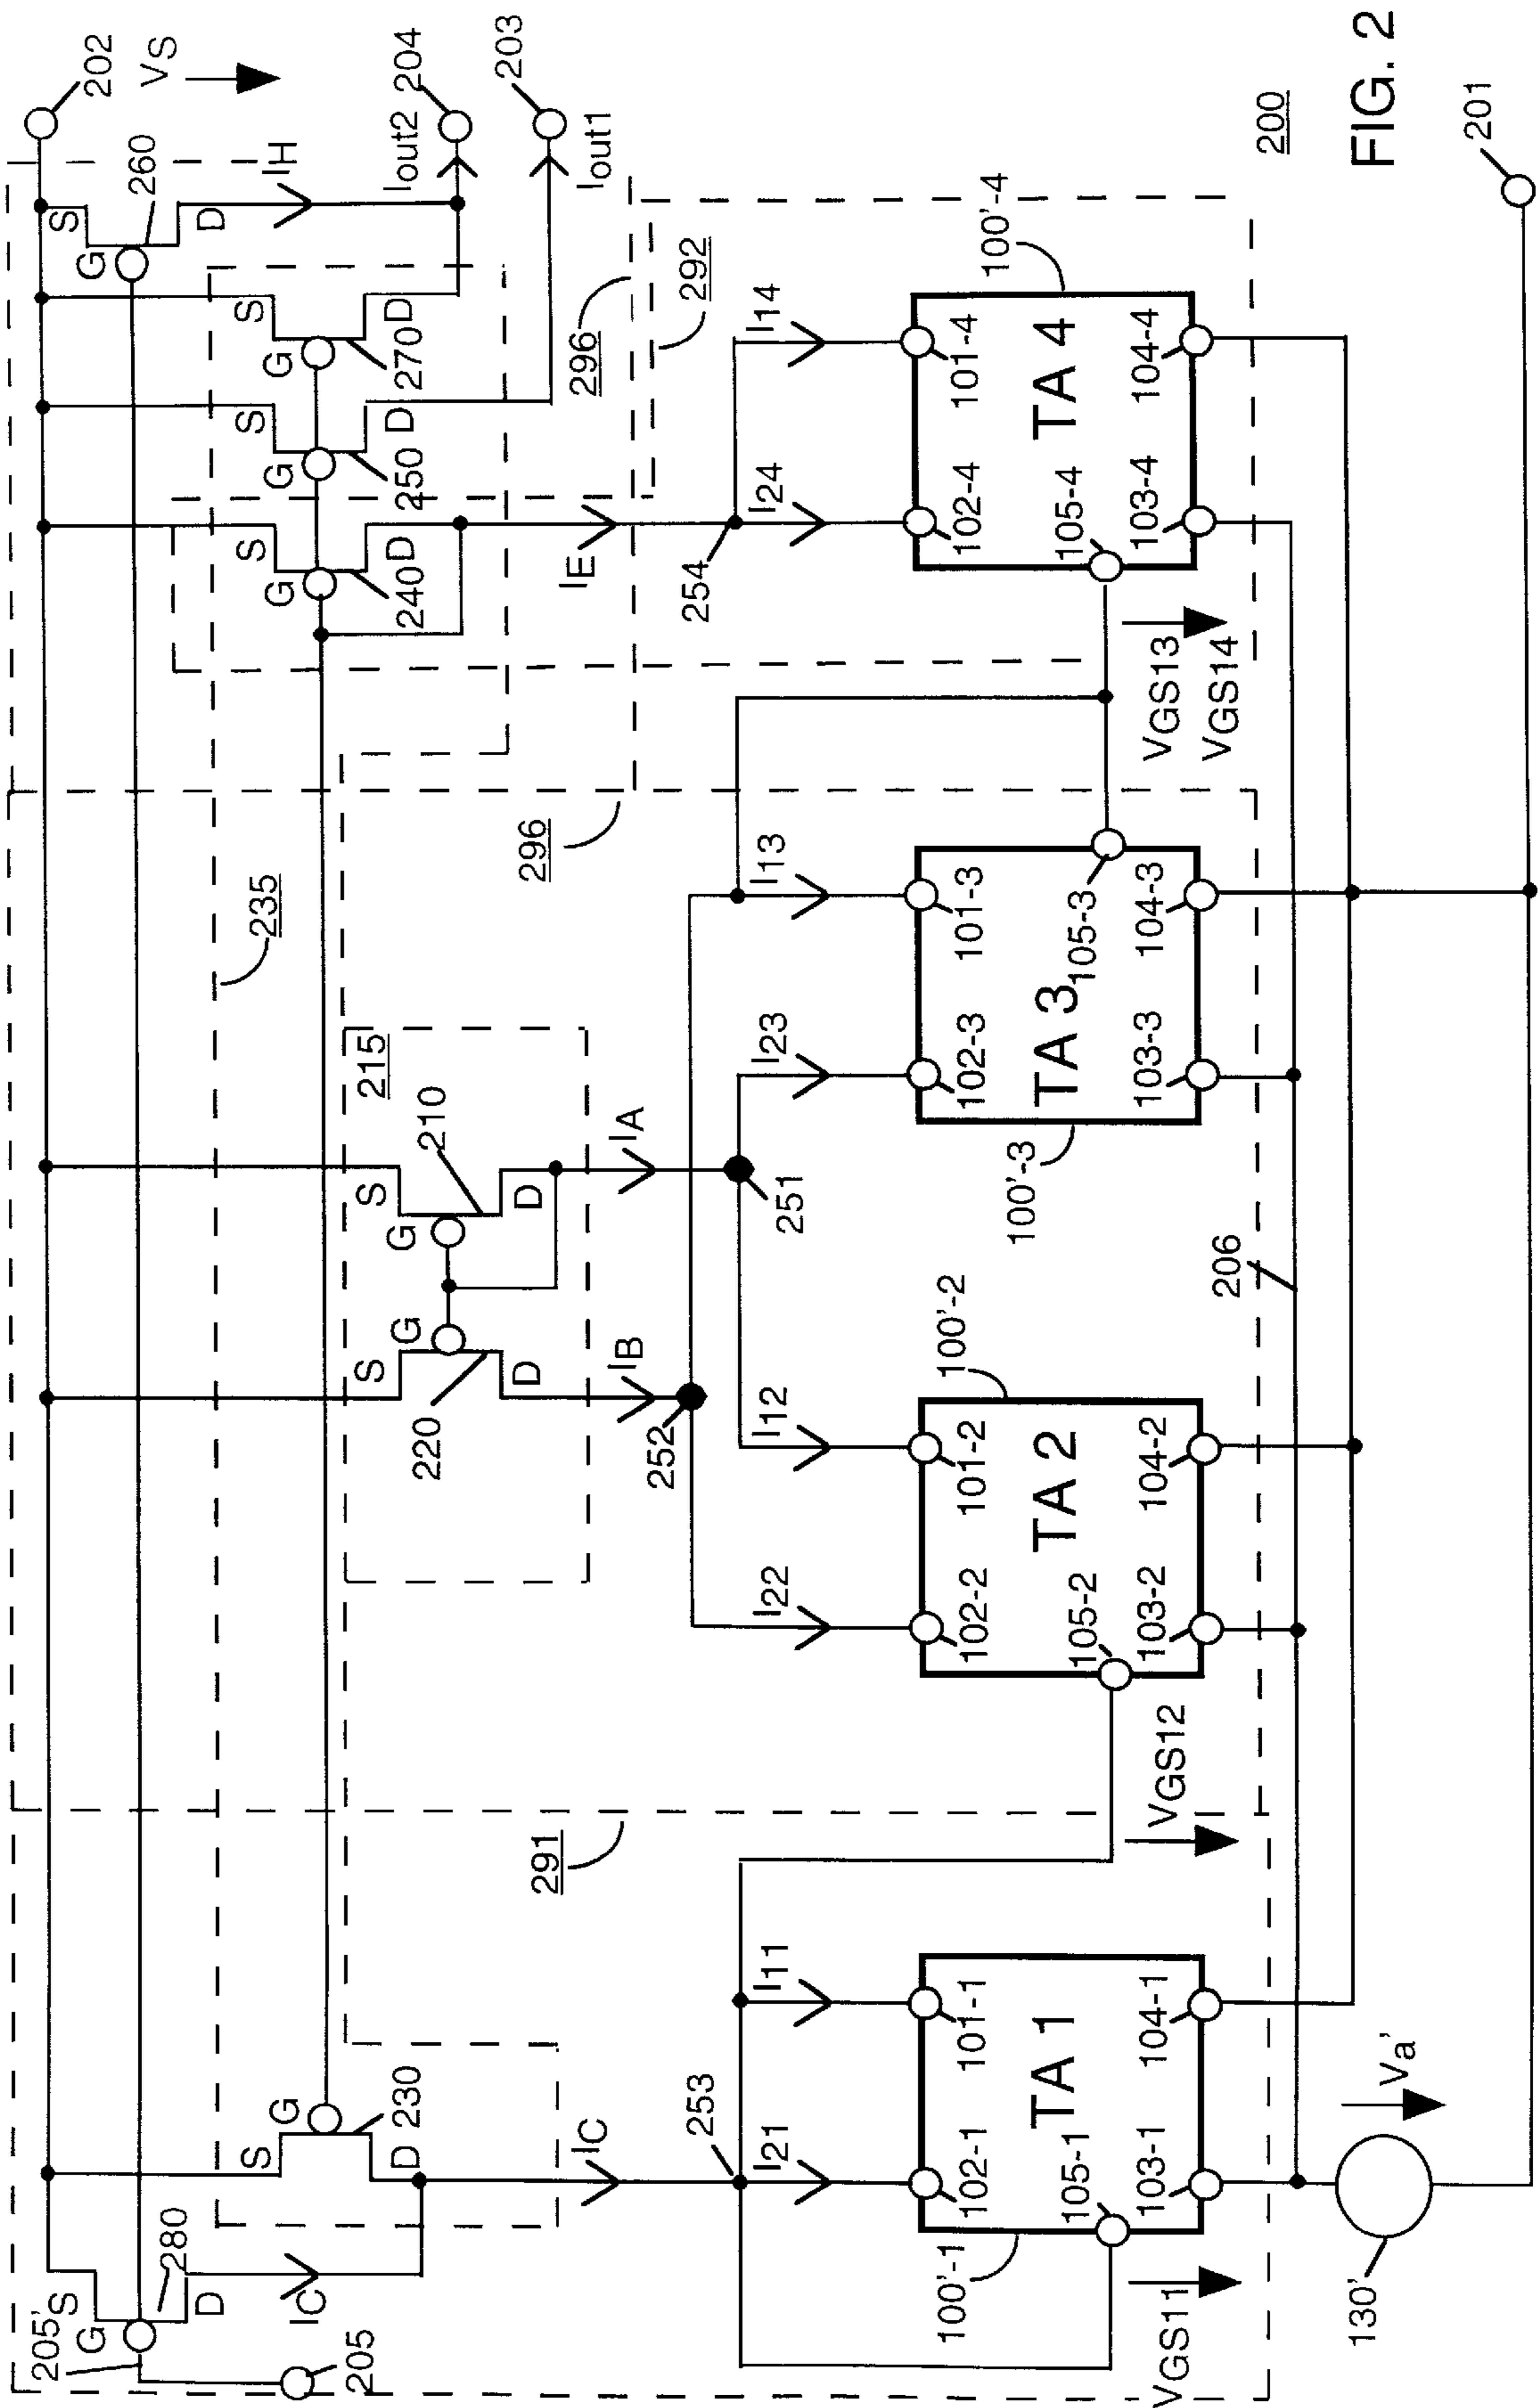 202
VS
260
IH
S
G
D
Iout2
204
203
Iout1
S
G
D
270
S
G
D
250
S
G
D
240
296
292
IE
254
I24
I14
102-4
101-4
TA 4
100'-4
105-4
103-4
104-4
VGS13
VGS14
235
296
215
S
G
D
210
S
G
D
220
IA
IB
251
252
I13
I23
101-3
102-3
TA 3
105-3
103-3
104-3
100'-3
I12
I22
101-2
102-2
TA 2
100'-2
105-2
103-2
104-2
VGS12
206
291
S
G
D
230
IC
253
I21
I11
102-1
101-1
TA 1
105-1
103-1
104-1
100'-1
VGS11
205'
S
G
D
280
IC
205
Va'
130'
200
201
FIG. 2